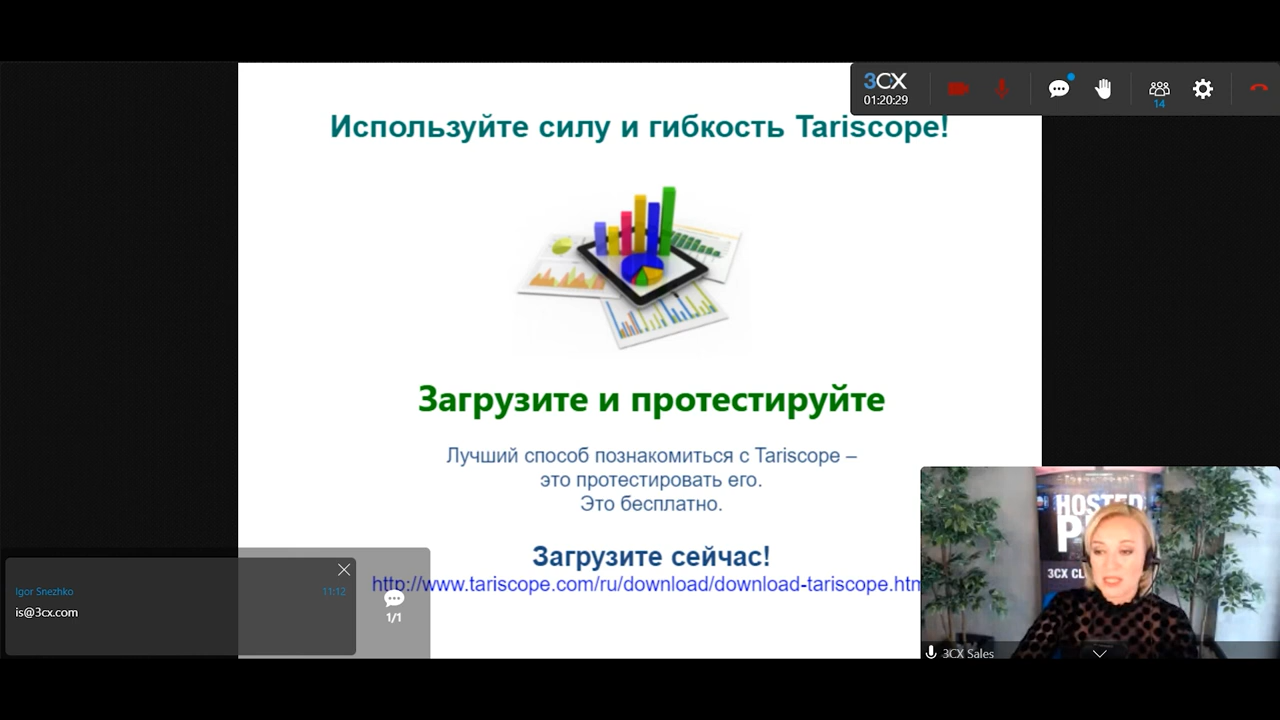 3CX
01:20:29
14
Используйте силу и гибкость Tariscope!
Загрузите и протестируйте
Лучший способ познакомиться с Tariscope –
это протестировать его.
Это бесплатно.
Загрузите сейчас!
http://www.tariscope.com/ru/download/download-tariscope.htm
Igor Snezhko
11:12
is@3cx.com
1/1
HOSTED
3CX CL
3CX Sales